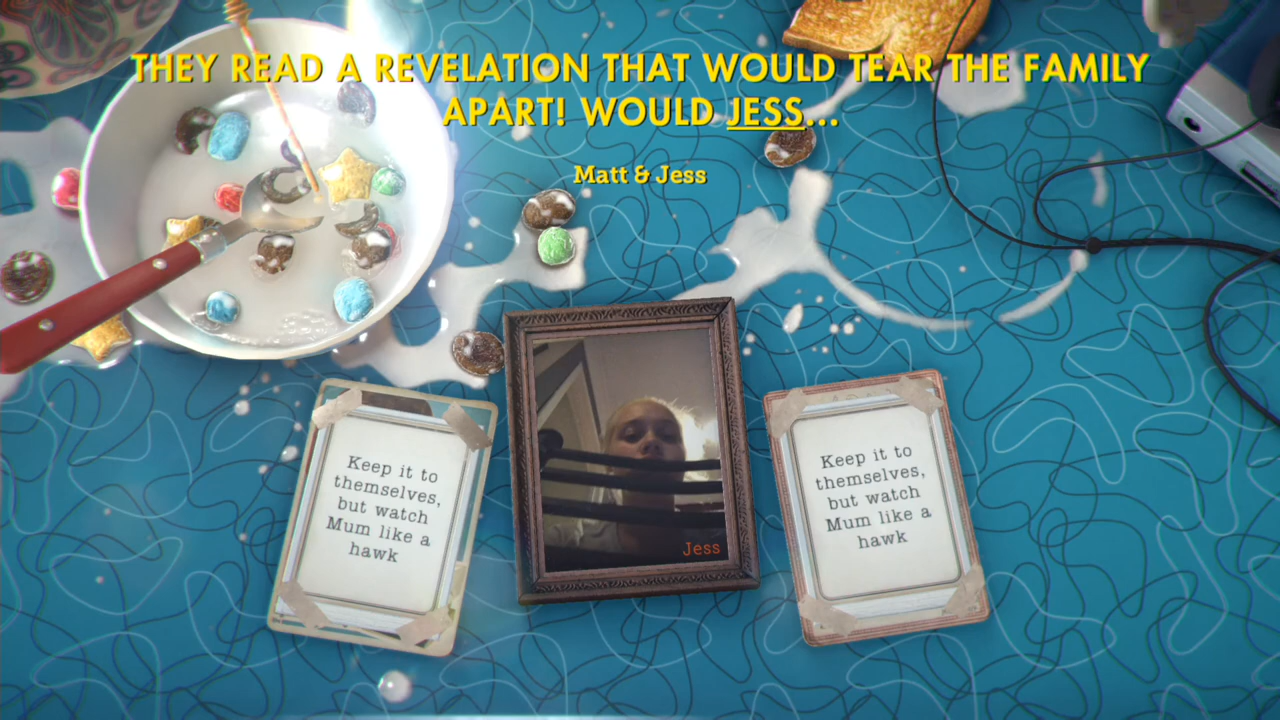 THEY READ A REVELATION THAT WOULD TEAR THE FAMILY
APART! WOULD JESS...
Matt & Jess
Keep it to
themselves,
but watch
Mum like a
hawk
Jess
Keep it to
themselves,
but watch
Mum like a
hawk